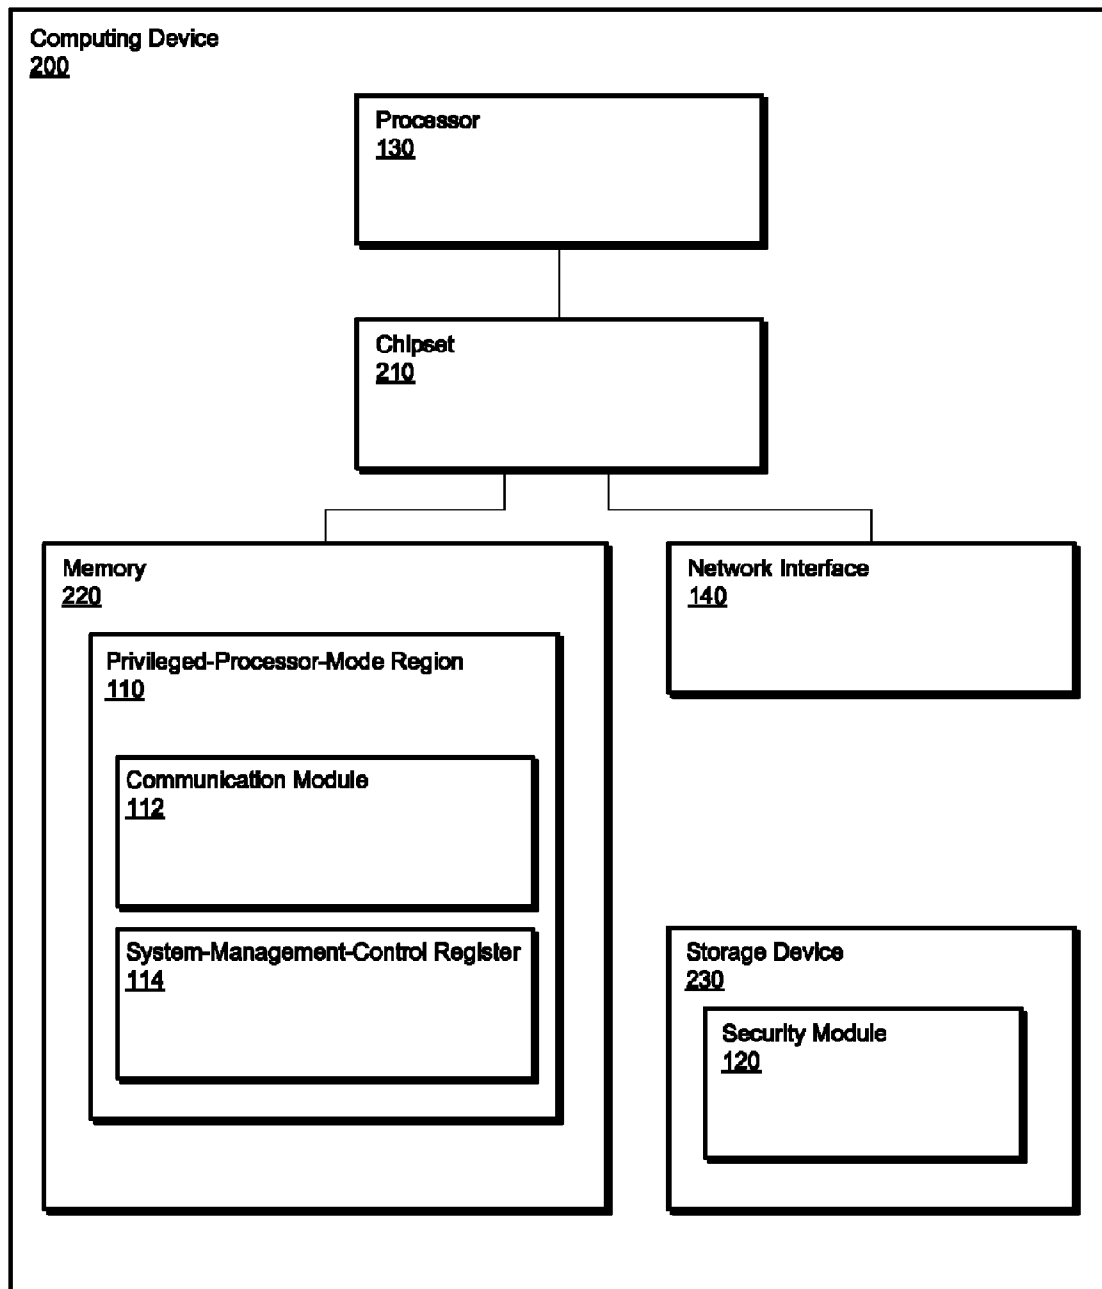 Computing Device
200
Processor
130
Chipset
210
Memory
220
Network Interface
140
Privileged-Processor-Mode Region
110
Communication Module
112
System-Management-Control Register
114
Storage Device
230
Security Module
120